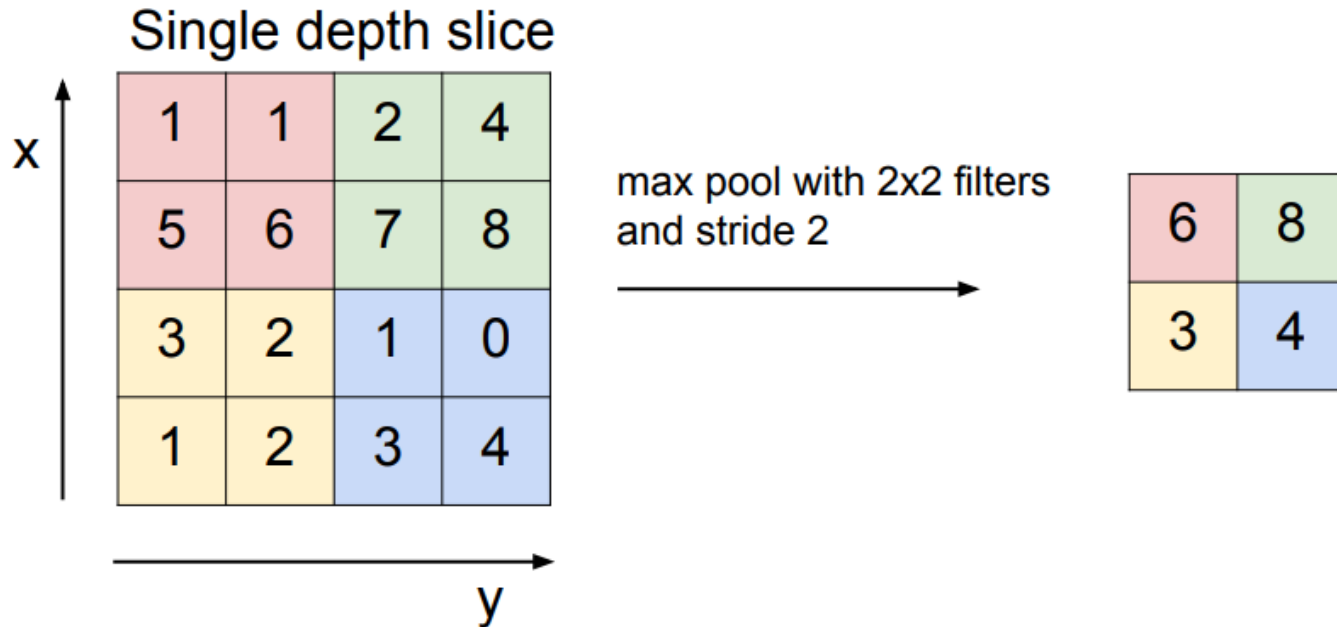 Single depth slice
x
1 1 2 4
5 6 7 8
3 2 1 0
1 2 3 4
y
max pool with 2x2 filters
and stride 2
6 8
3 4